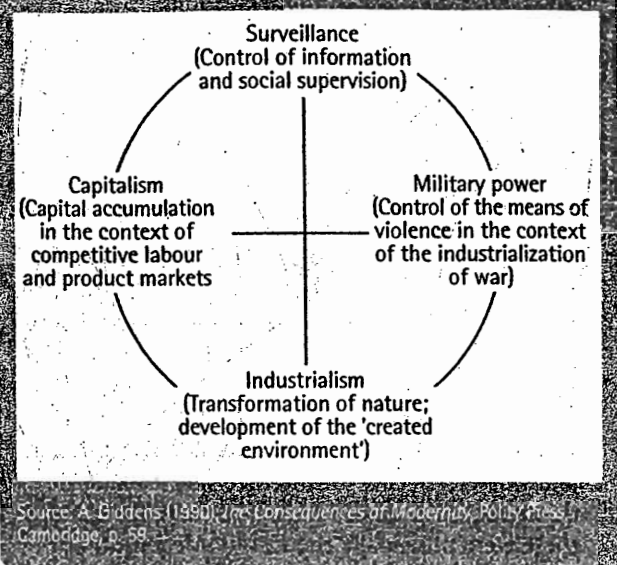 Surveillance
(Control of information
and social supervision)
Capitalism
(Capital accumulation
in the context of
competitive labour
and product markets
Military power
(Control of the means of
violence in the context
of the industrialization
of war)
Industrialism
(Transformation of nature;
development of the 'created
environment')
Source: A. Giddens (1990), The Consequences of Modernity, Polity Press,
Cambridge, p. 59.